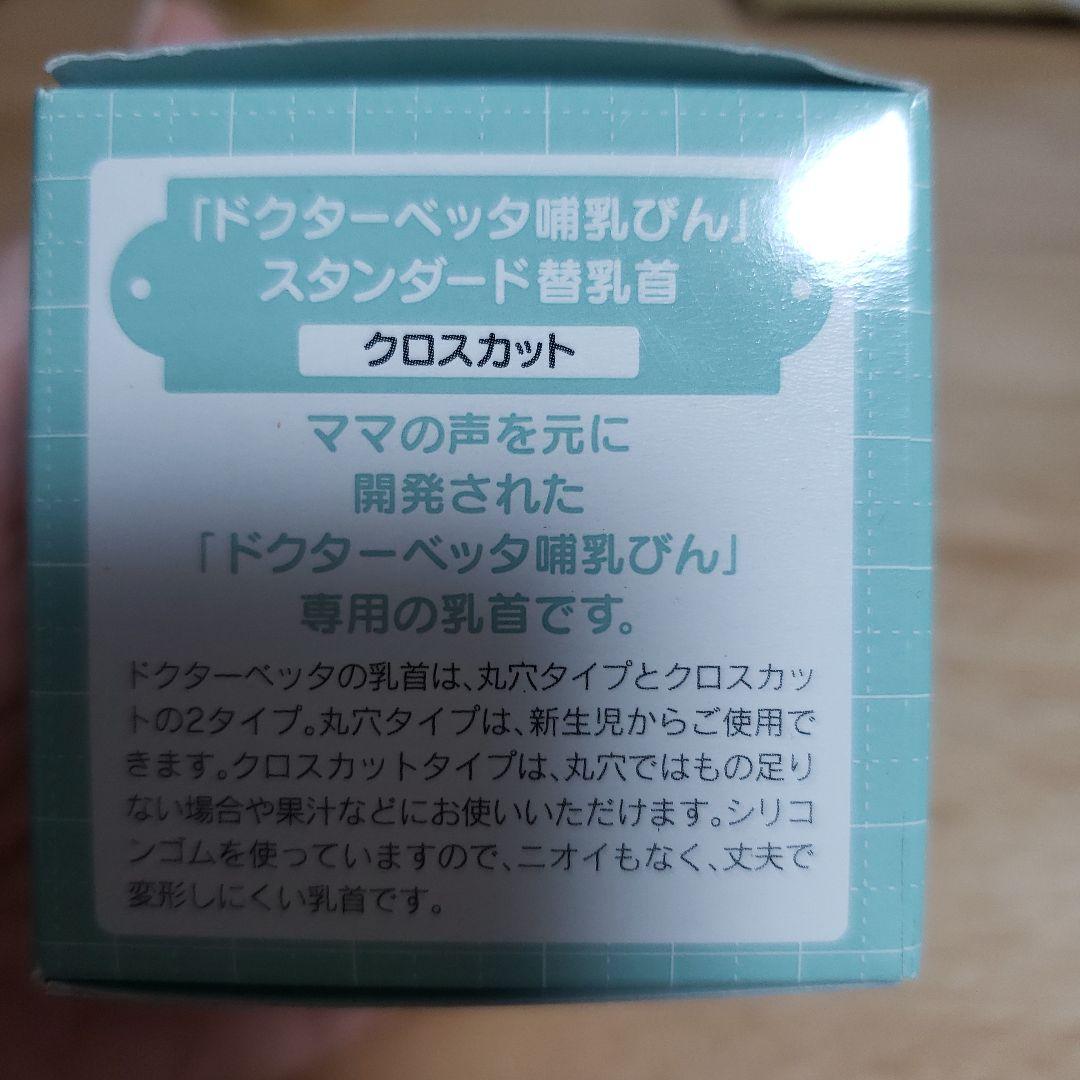 「ドクターベッタ哺乳びん」
スタンダード替乳首
クロスカット
ママの声を元に
開発された
「ドクターベッタ哺乳びん」
専用の乳首です。
ドクターベッタの乳首は、丸穴タイプとクロスカッ
トの2タイプ。丸穴タイプは、新生児からご使用で
きます。クロスカットタイプは、丸穴ではもの足り
ない場合や果汁などにお使いいただけます。シリコ
ンゴムを使っていますので、ニオイもなく、丈夫で
変形しにくい乳首です。